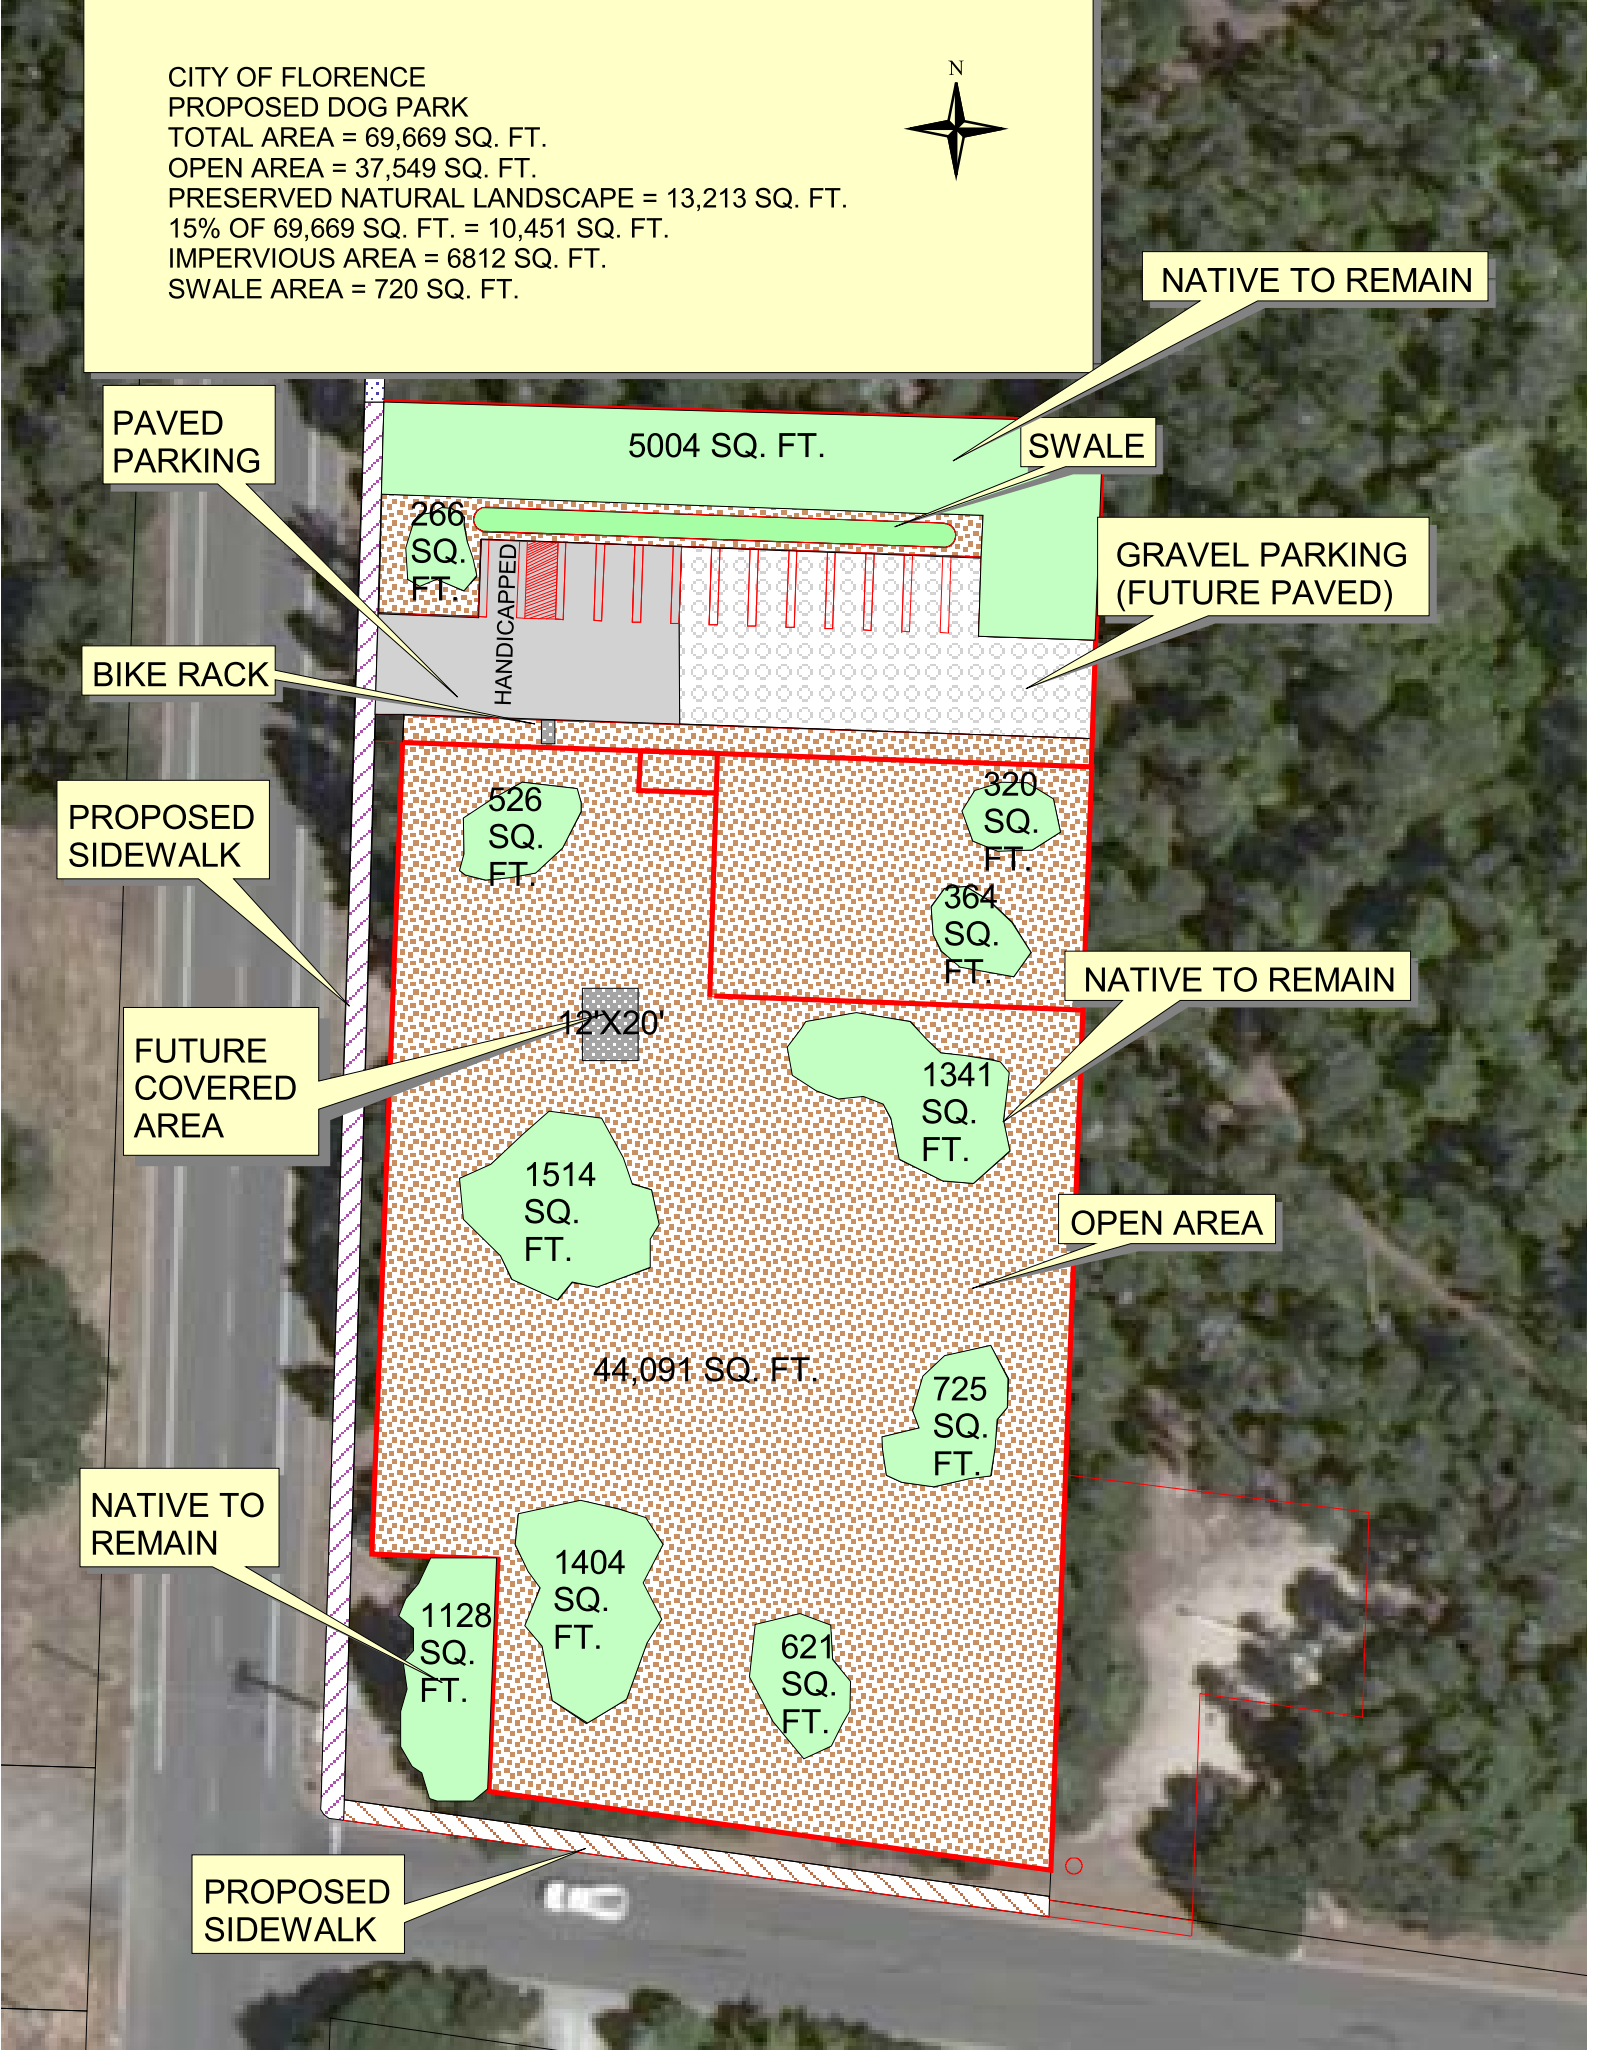 CITY OF FLORENCE
PROPOSED DOG PARK
TOTAL AREA = 69,669 SQ. FT.
OPEN AREA = 37,549 SQ. FT.
PRESERVED NATURAL LANDSCAPE = 13,213 SQ. FT.
15% OF 69,669 SQ. FT. = 10,451 SQ. FT.
IMPERVIOUS AREA = 6812 SQ. FT.
SWALE AREA = 720 SQ. FT.
N
NATIVE TO REMAIN
PAVED
PARKING
5004 SQ. FT.
SWALE
266
SQ.
FT.
HANDICAPPED
GRAVEL PARKING
(FUTURE PAVED)
BIKE RACK
PROPOSED
SIDEWALK
526
SQ.
FT.
320
SQ.
FT.
364
SQ.
FT.
NATIVE TO REMAIN
12'X20'
FUTURE
COVERED
AREA
1341
SQ.
FT.
1514
SQ.
FT.
OPEN AREA
44,091 SQ. FT.
725
SQ.
FT.
NATIVE TO
REMAIN
1404
SQ.
FT.
1128
SQ.
FT.
621
SQ.
FT.
PROPOSED
SIDEWALK